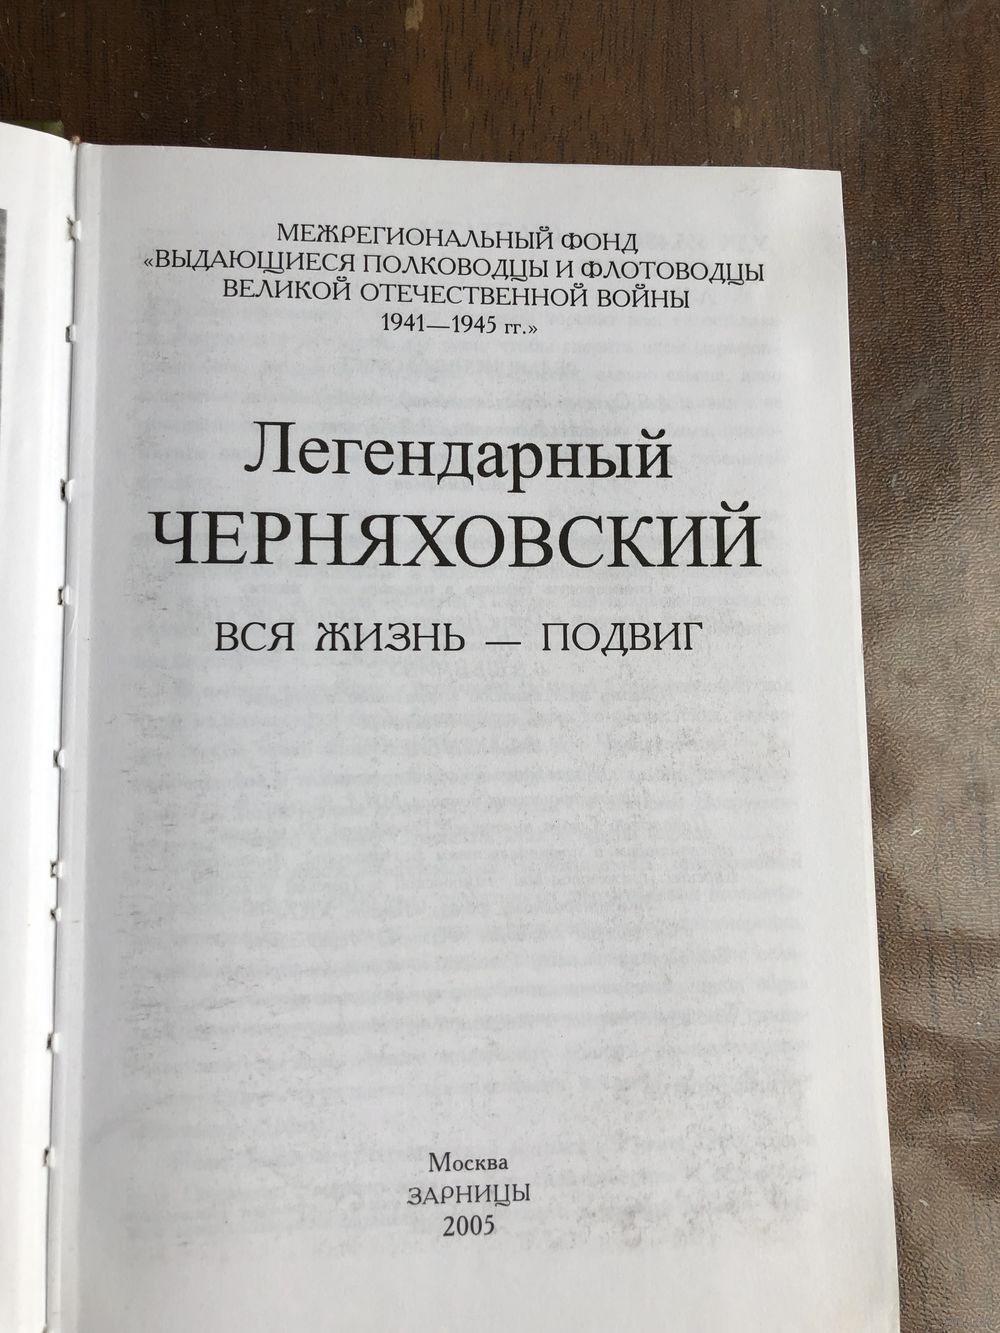 МЕЖРЕГИОНАЛЬНЫЙ ФОНД
«ВЫДАЮЩИЕСЯ ПОЛКОВОДЦЫ И ФЛОТОВОДЦЫ
ВЕЛИКОЙ ОТЕЧЕСТВЕННОЙ ВОЙНЫ
1941—1945 гг.»
Легендарный
ЧЕРНЯХОВСКИЙ
ВСЯ ЖИЗНЬ — ПОДВИГ
Москва
ЗАРНИЦЫ
2005